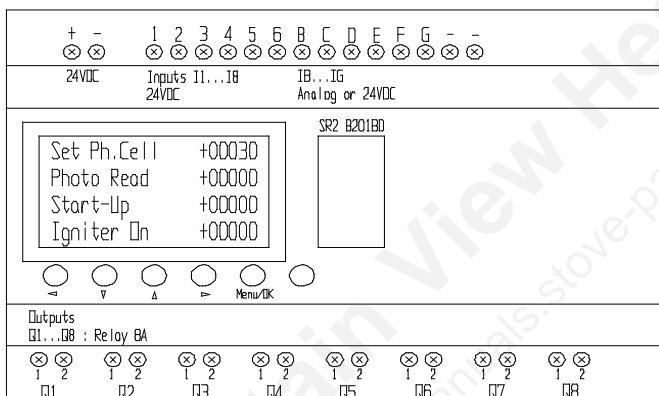 + - 1 2 3 4 5 6 B C D E F G - -
24VDC Inputs I1...I8 IB...IG
24VDC Analog or 24VDC
SR2 B201BD
Set Ph.Cell +00030
Photo Read +00000
Start-Up +00000
Igniter On +00000
Menu/OK
Outputs
Q1...Q8 : Relay 8A
1 2 1 2 1 2 1 2 1 2 1 2 1 2 1 2
Q1 Q2 Q3 Q4 Q5 Q6 Q7 Q8